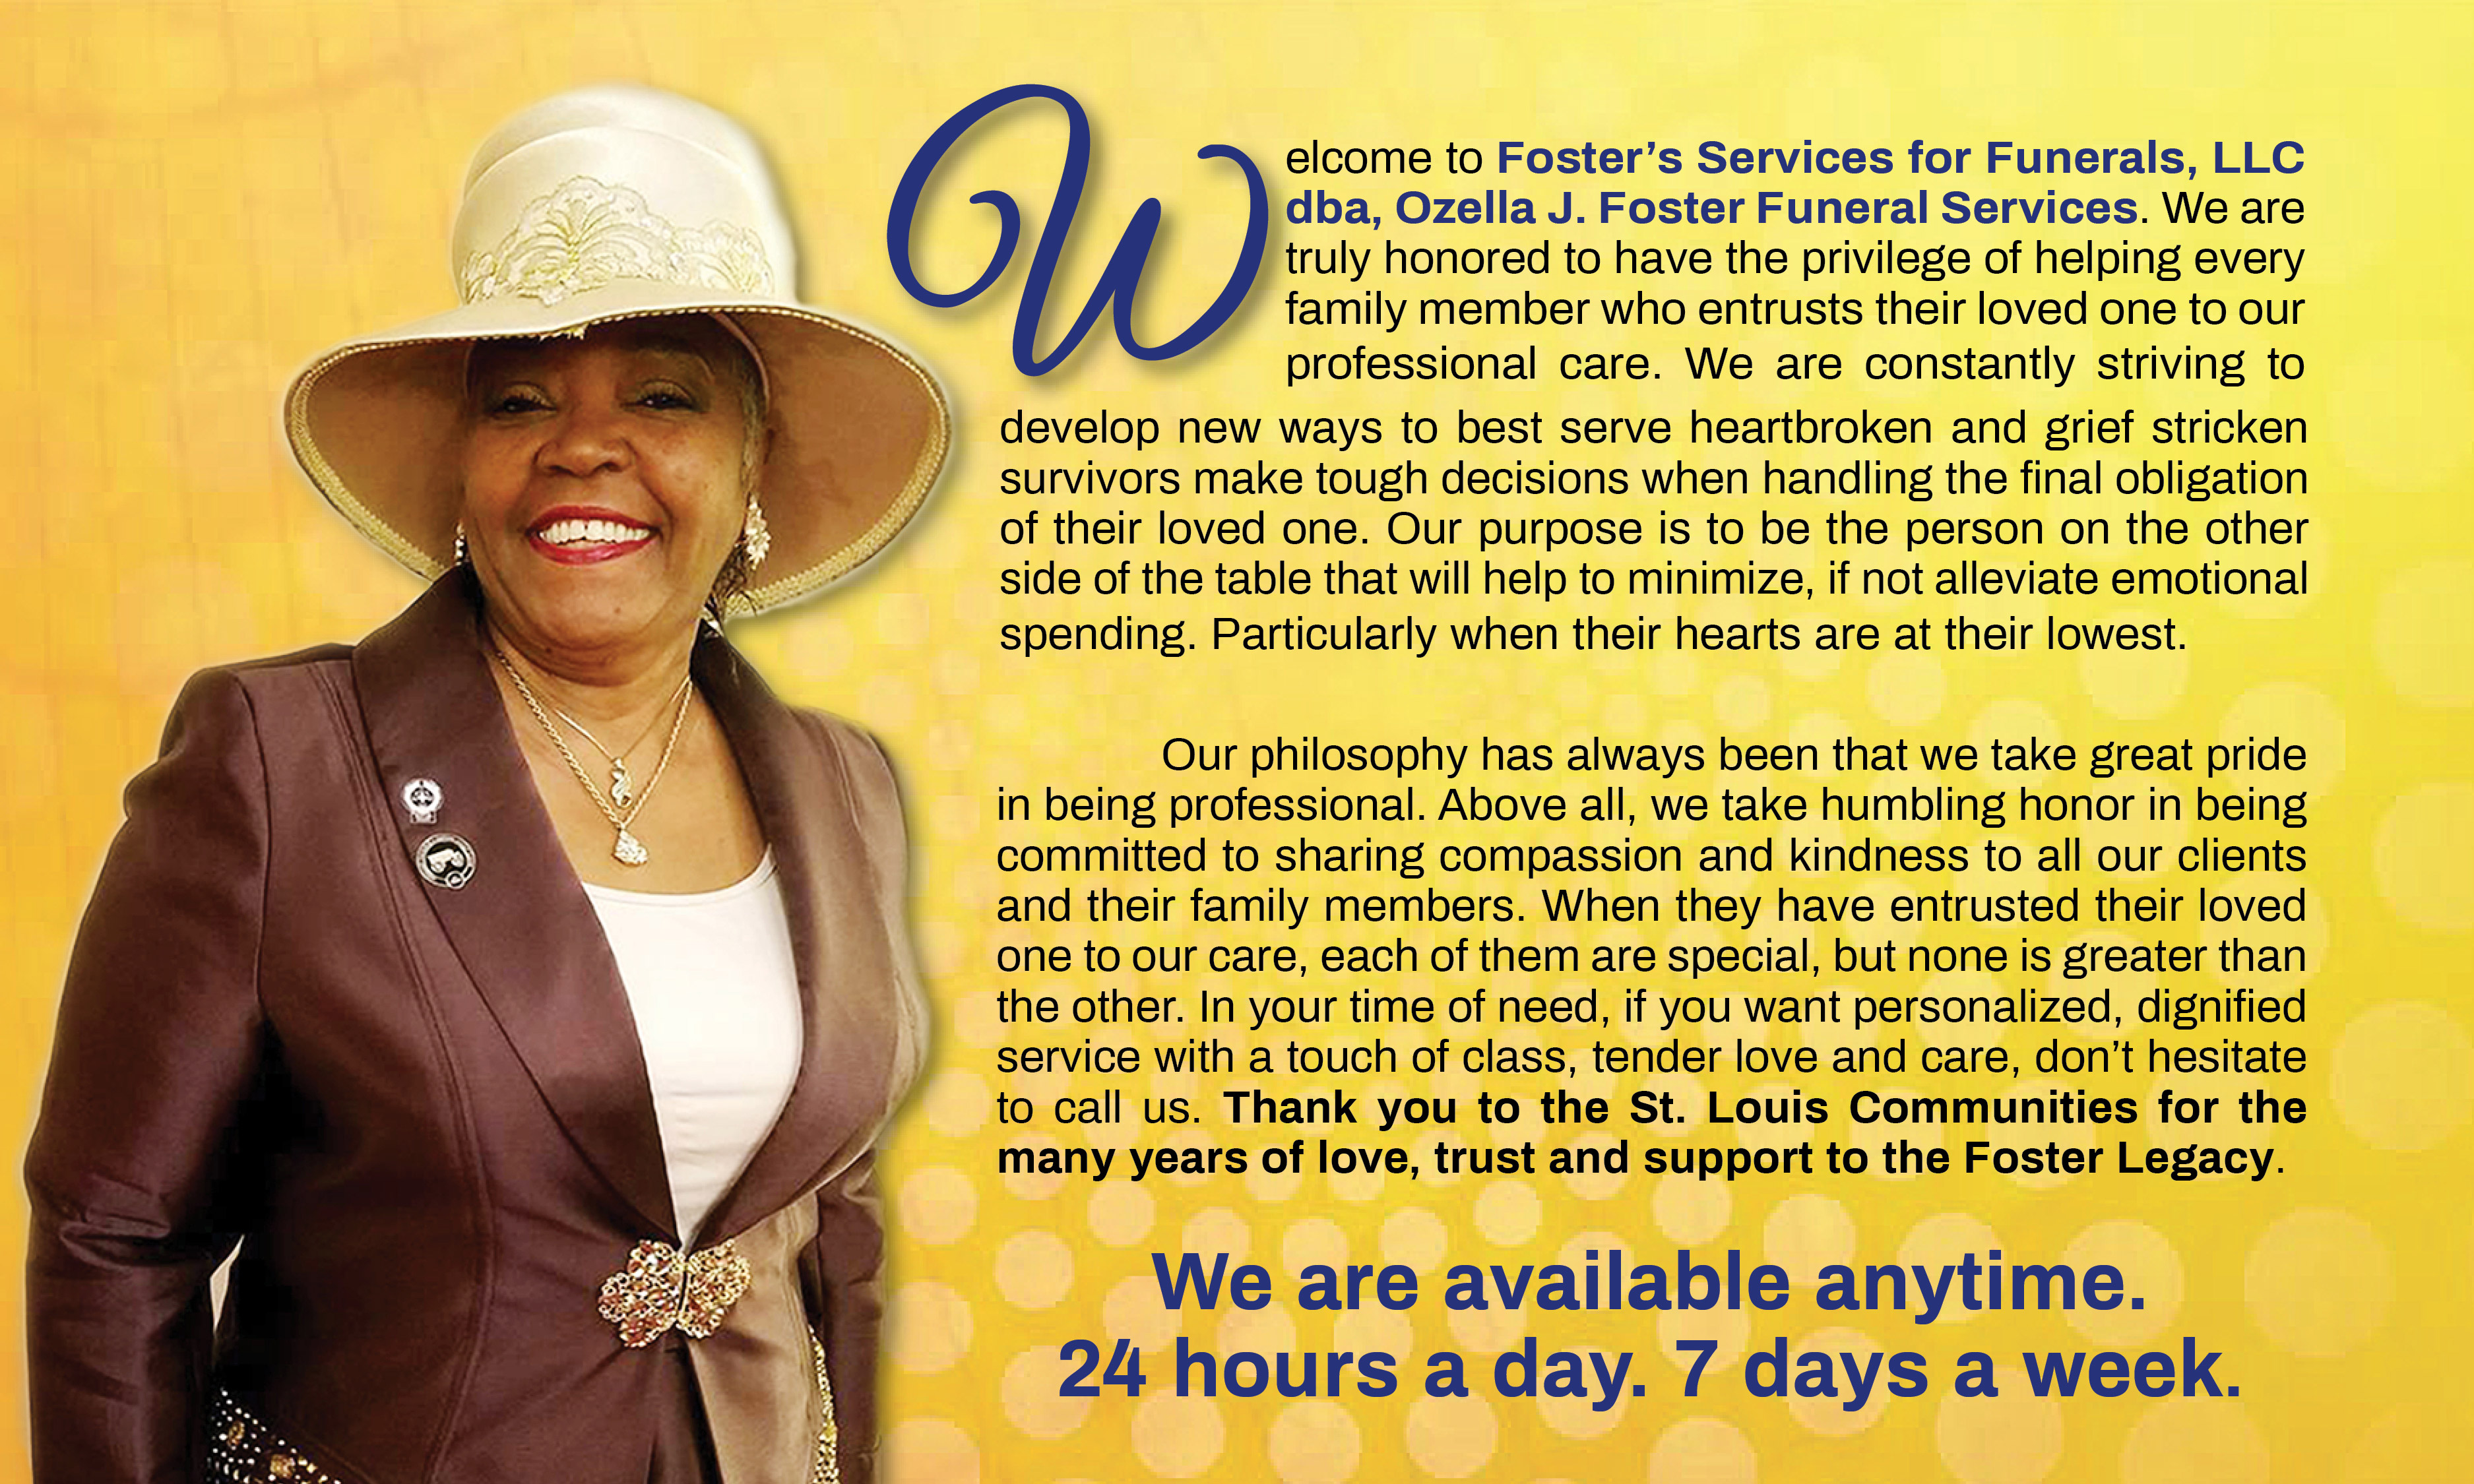 Welcome to Foster’s Services for Funerals, LLC
dba, Ozella J. Foster Funeral Services. We are
truly honored to have the privilege of helping every
family member who entrusts their loved one to our
professional care. We are constantly striving to
develop new ways to best serve heartbroken and grief stricken
survivors make tough decisions when handling the final obligation
of their loved one. Our purpose is to be the person on the other
side of the table that will help to minimize, if not alleviate emotional
spending. Particularly when their hearts are at their lowest.
Our philosophy has always been that we take great pride
in being professional. Above all, we take humbling honor in being
committed to sharing compassion and kindness to all our clients
and their family members. When they have entrusted their loved
one to our care, each of them are special, but none is greater than
the other. In your time of need, if you want personalized, dignified
service with a touch of class, tender love and care, don’t hesitate
to call us. Thank you to the St. Louis Communities for the
many years of love, trust and support to the Foster Legacy.
We are available anytime.
24 hours a day. 7 days a week.